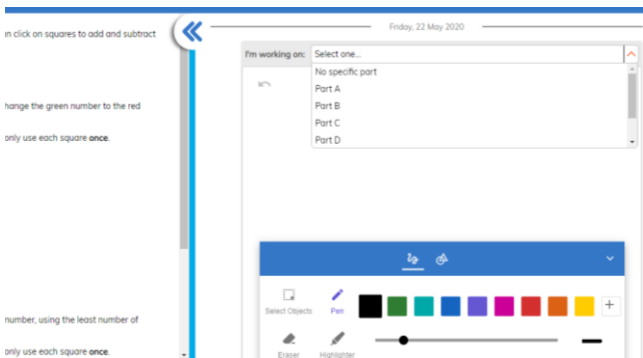 n click on squares to add and subtract
hange the green number to the red
only use each square once.
number, using the least number of
only use each square once.
Friday, 22 May 2020
I'm working on: Select one...
No specific part
Part A
Part B
Part C
Part D
Select Objects Pen
Eraser Highlighter